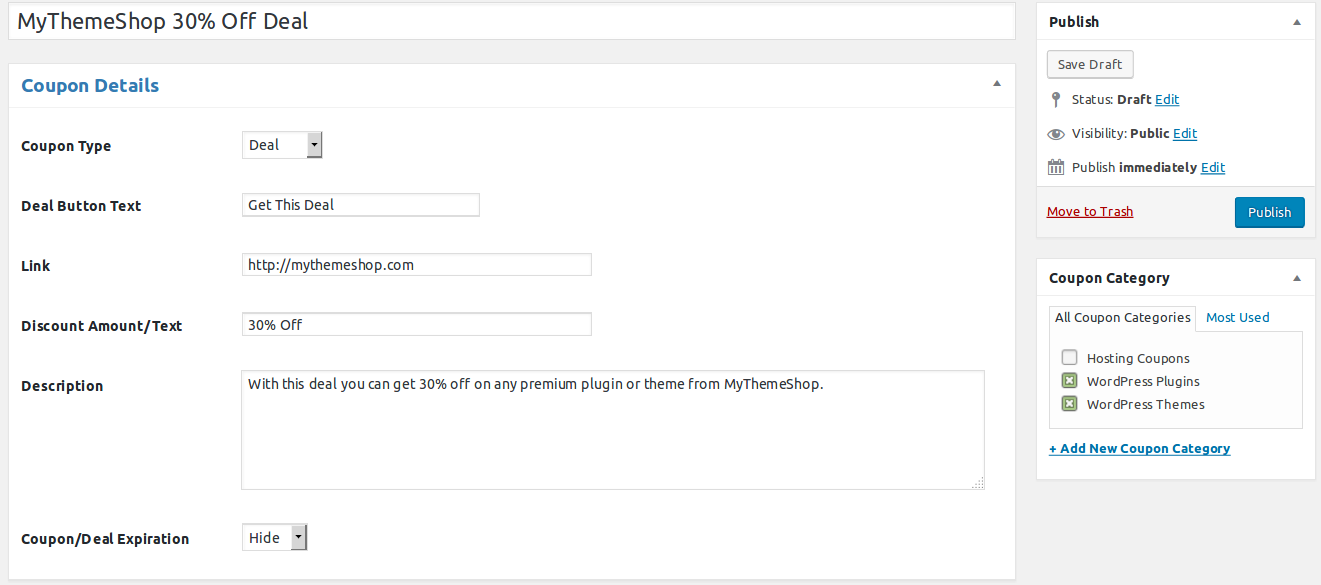 MyThemeShop 30% Off Deal
Coupon Details
Coupon Type
Deal
Deal Button Text
Get This Deal
Link
http://mythemeshop.com
Discount Amount/Text
30% Off
Description
With this deal you can get 30% off on any premium plugin or theme from MyThemeShop.
Coupon/Deal Expiration
Hide
Publish
Save Draft
Status: Draft Edit
Visibility: Public Edit
Publish immediately Edit
Move to Trash
Publish
Coupon Category
All Coupon Categories
Most Used
Hosting Coupons
WordPress Plugins
WordPress Themes
+ Add New Coupon Category